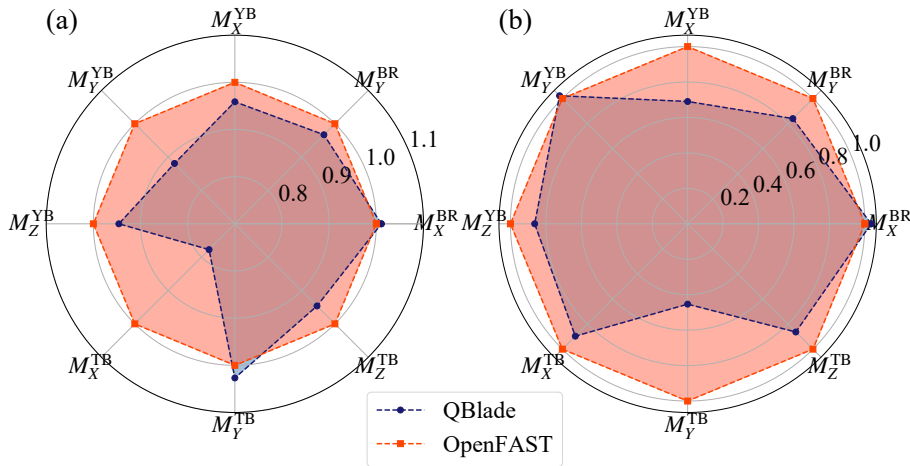 (a)
M_X^YB
M_Y^YB
M_Y^BR
1.1
1.0
0.9
0.8
M_Z^YB
M_X^BR
M_X^TB
M_Z^TB
M_Y^TB
(b)
M_X^YB
M_Y^YB
M_Y^BR
1.0
0.8
0.6
0.4
0.2
M_Z^YB
M_X^BR
M_X^TB
M_Z^TB
M_Y^TB
QBlade
OpenFAST